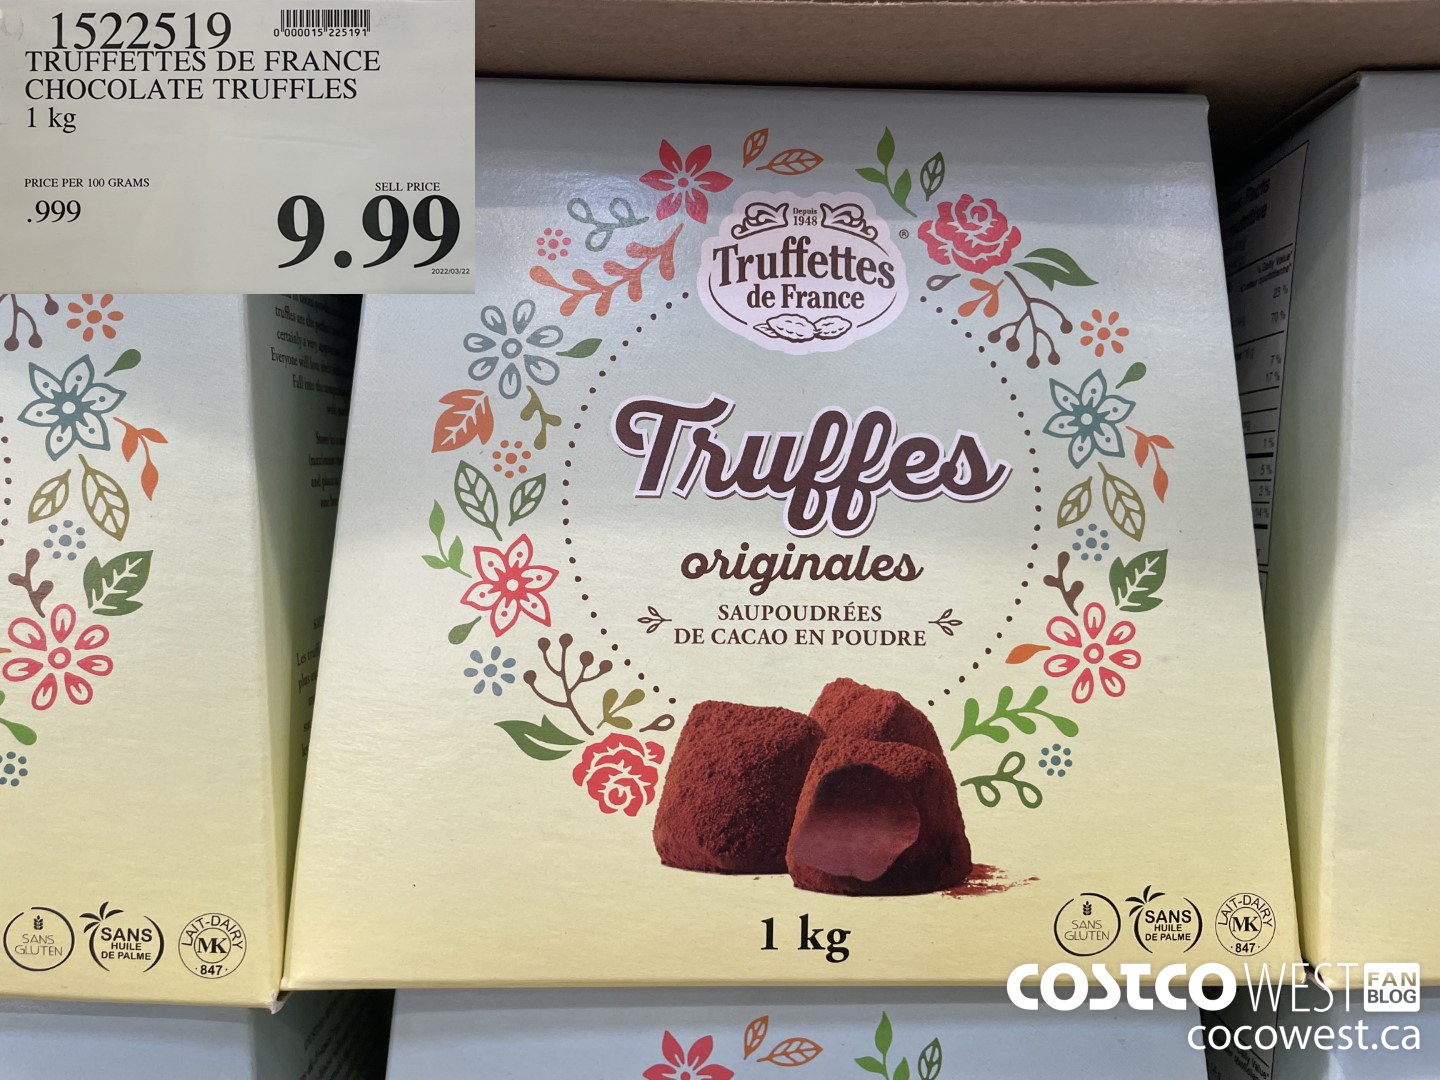 1522519
0 000015 225191
TRUFFETTES DE FRANCE
CHOCOLATE TRUFFLES
1 kg
PRICE PER 100 GRAMS
.999
SELL PRICE
9.99
2022/03/22
Depuis
1948
Truffettes
de France
®
Truffes
originales
SAUPOUDRÉES
DE CACAO EN POUDRE
1 kg
SANS
GLUTEN
SANS
HUILE
DE PALME
LAIT-DAIRY
MK
847
SANS
GLUTEN
SANS
HUILE
DE PALME
LAIT-DAIRY
MK
847
COSTCO WEST FAN
BLOG
cocowest.ca